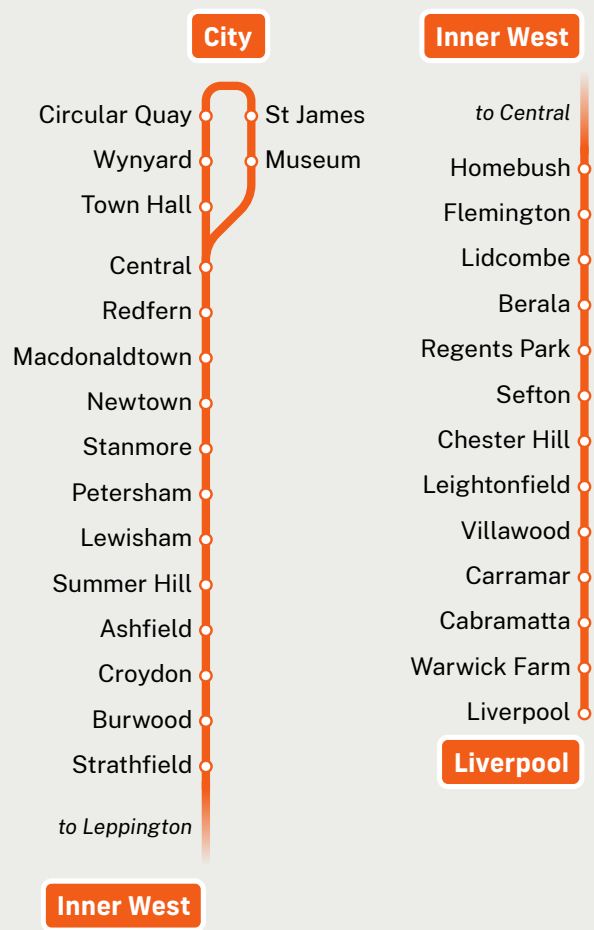 City
Circular Quay
St James
Wynyard
Museum
Town Hall
Central
Redfern
Macdonaldtown
Newtown
Stanmore
Petersham
Lewisham
Summer Hill
Ashfield
Croydon
Burwood
Strathfield
to Leppington
Inner West
Inner West
to Central
Homebush
Flemington
Lidcombe
Berala
Regents Park
Sefton
Chester Hill
Leightonfield
Villawood
Carramar
Cabramatta
Warwick Farm
Liverpool
Liverpool